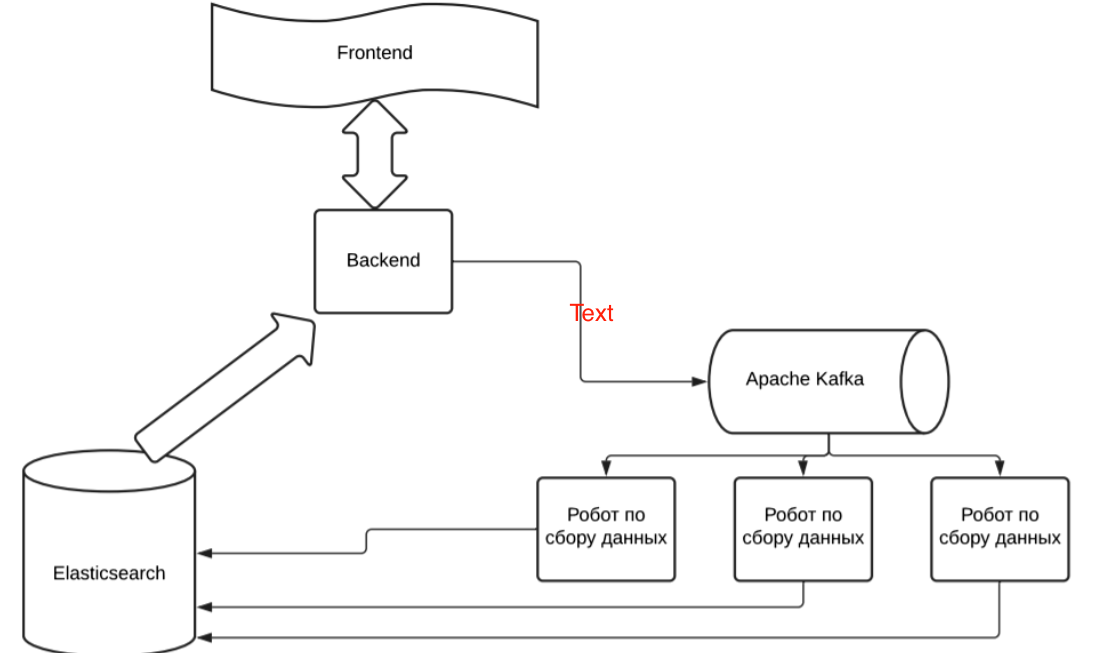 Frontend
Backend
Text
Apache Kafka
Робот по
сбору данных
Робот по
сбору данных
Робот по
сбору данных
Elasticsearch